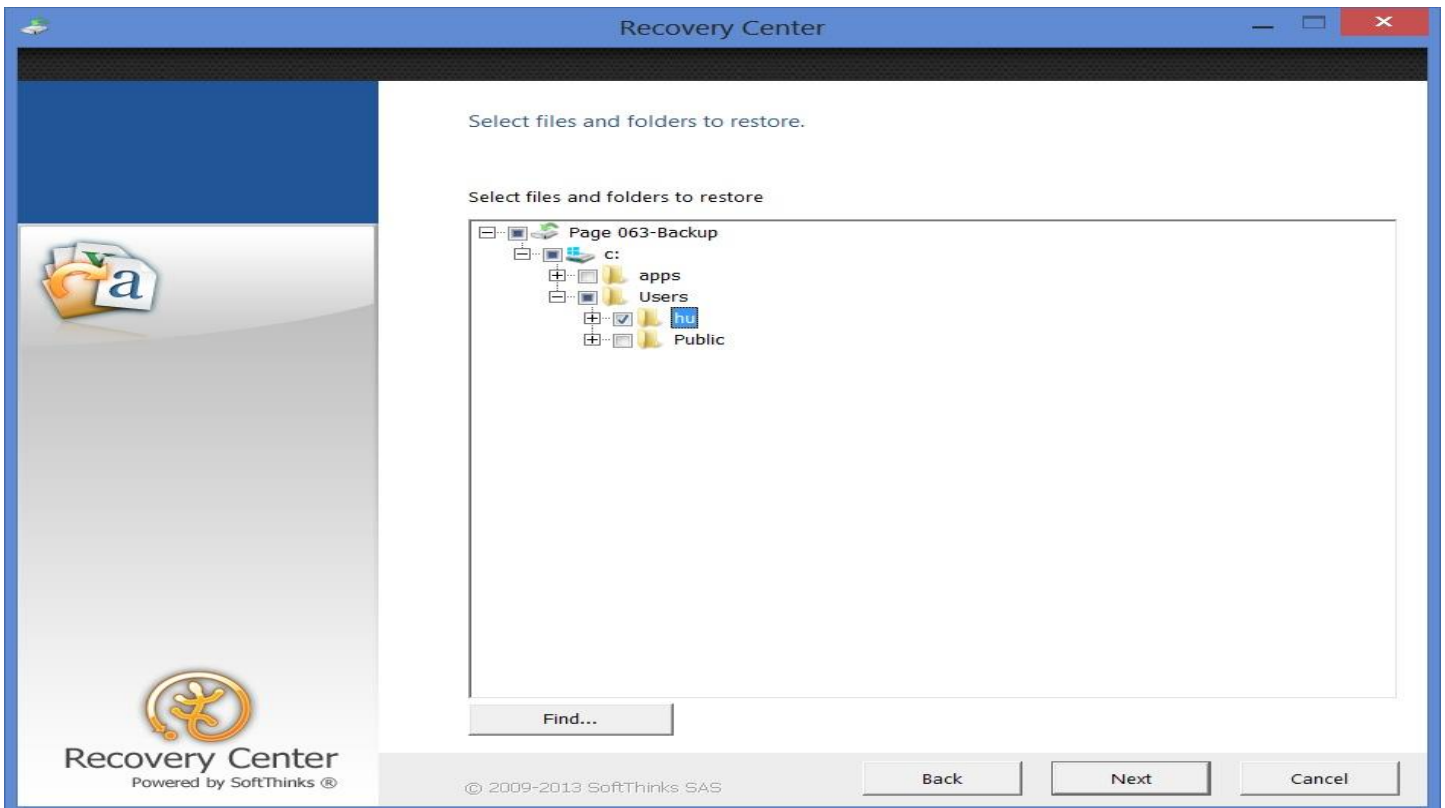 Recovery Center
Select files and folders to restore.
Select files and folders to restore
Page 063-Backup
c:
apps
Users
hu
Public
Find...
Recovery Center
Powered by SoftThinks ®
© 2009-2013 SoftThinks SAS
Back
Next
Cancel